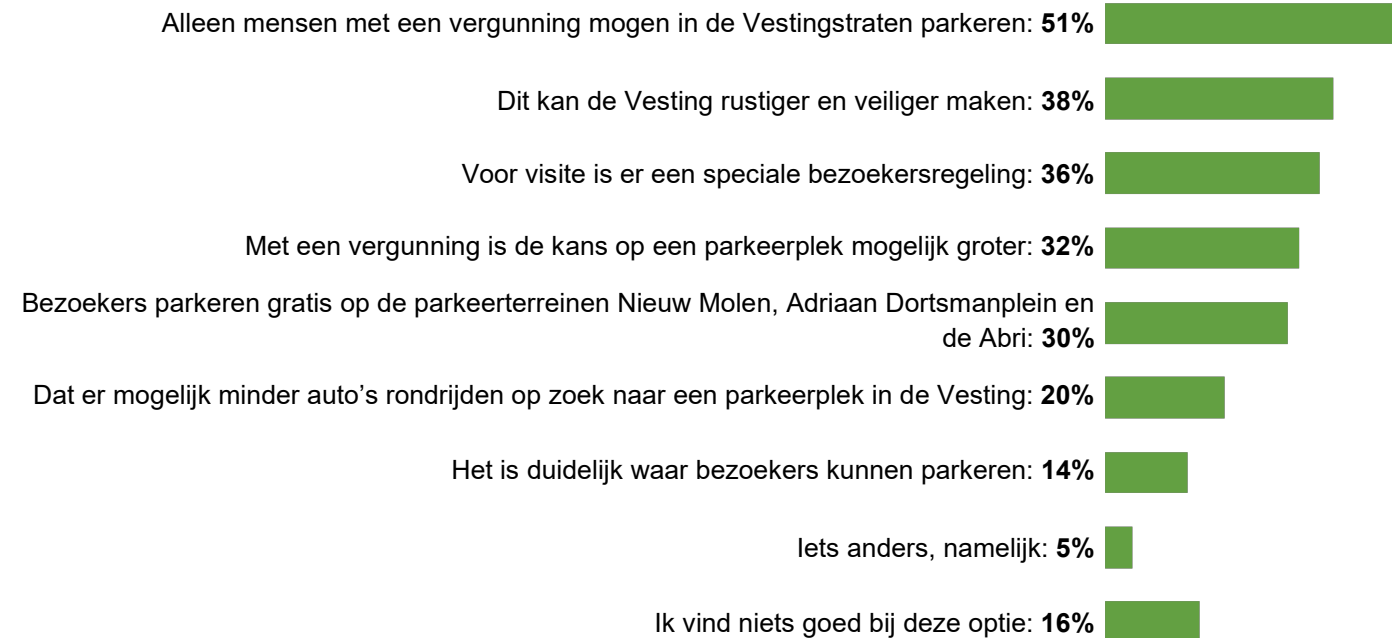 Alleen mensen met een vergunning mogen in de Vestingstraten parkeren: 51%
Dit kan de Vesting rustiger en veiliger maken: 38%
Voor visite is er een speciale bezoekersregeling: 36%
Met een vergunning is de kans op een parkeerplek mogelijk groter: 32%
Bezoekers parkeren gratis op de parkeerterreinen Nieuw Molen, Adriaan Dortsmanplein en
de Abri: 30%
Dat er mogelijk minder auto’s rondrijden op zoek naar een parkeerplek in de Vesting: 20%
Het is duidelijk waar bezoekers kunnen parkeren: 14%
Iets anders, namelijk: 5%
Ik vind niets goed bij deze optie: 16%